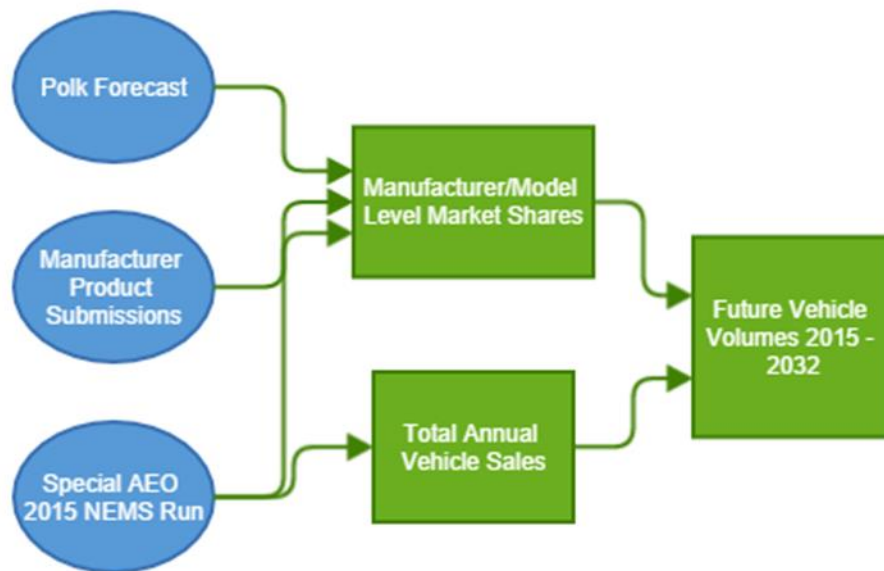 Polk Forecast
Manufacturer
Product
Submissions
Special AEO
2015 NEMS Run
Manufacturer/Model
Level Market Shares
Total Annual
Vehicle Sales
Future Vehicle
Volumes 2015 -
2032